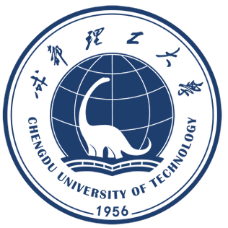 成都理工大学
CHENGDU UNIVERSITY OF TECHNOLOGY
1956